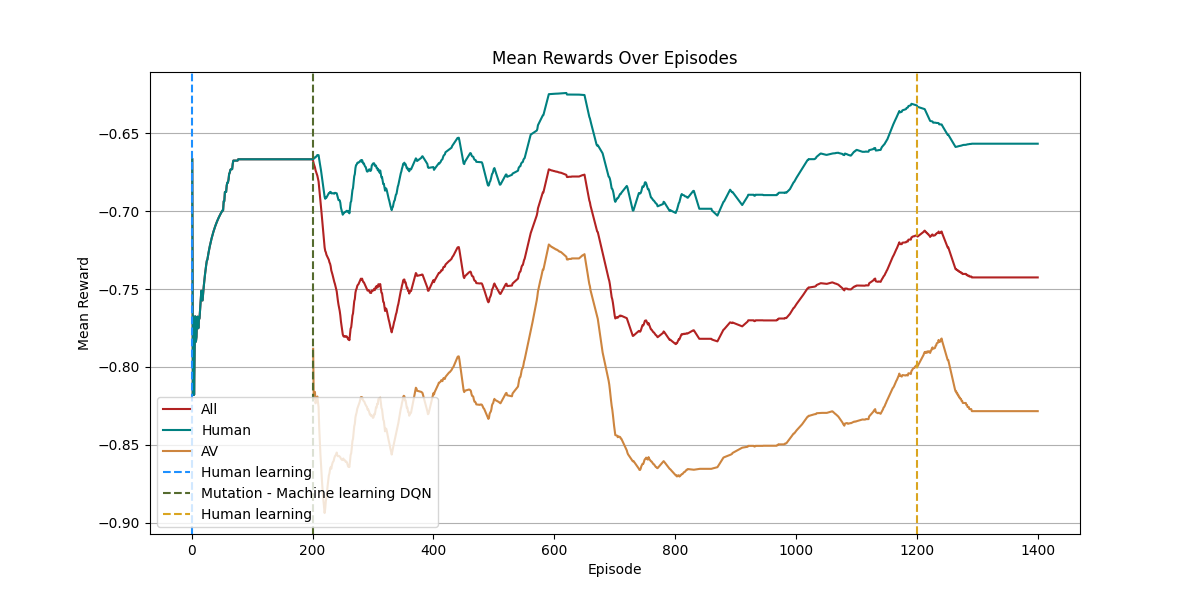 Mean Rewards Over Episodes
Mean Reward
−0.65
−0.70
−0.75
−0.80
−0.85
−0.90
All
Human
AV
Human learning
Mutation - Machine learning DQN
Human learning
0
200
400
600
800
1000
1200
1400
Episode